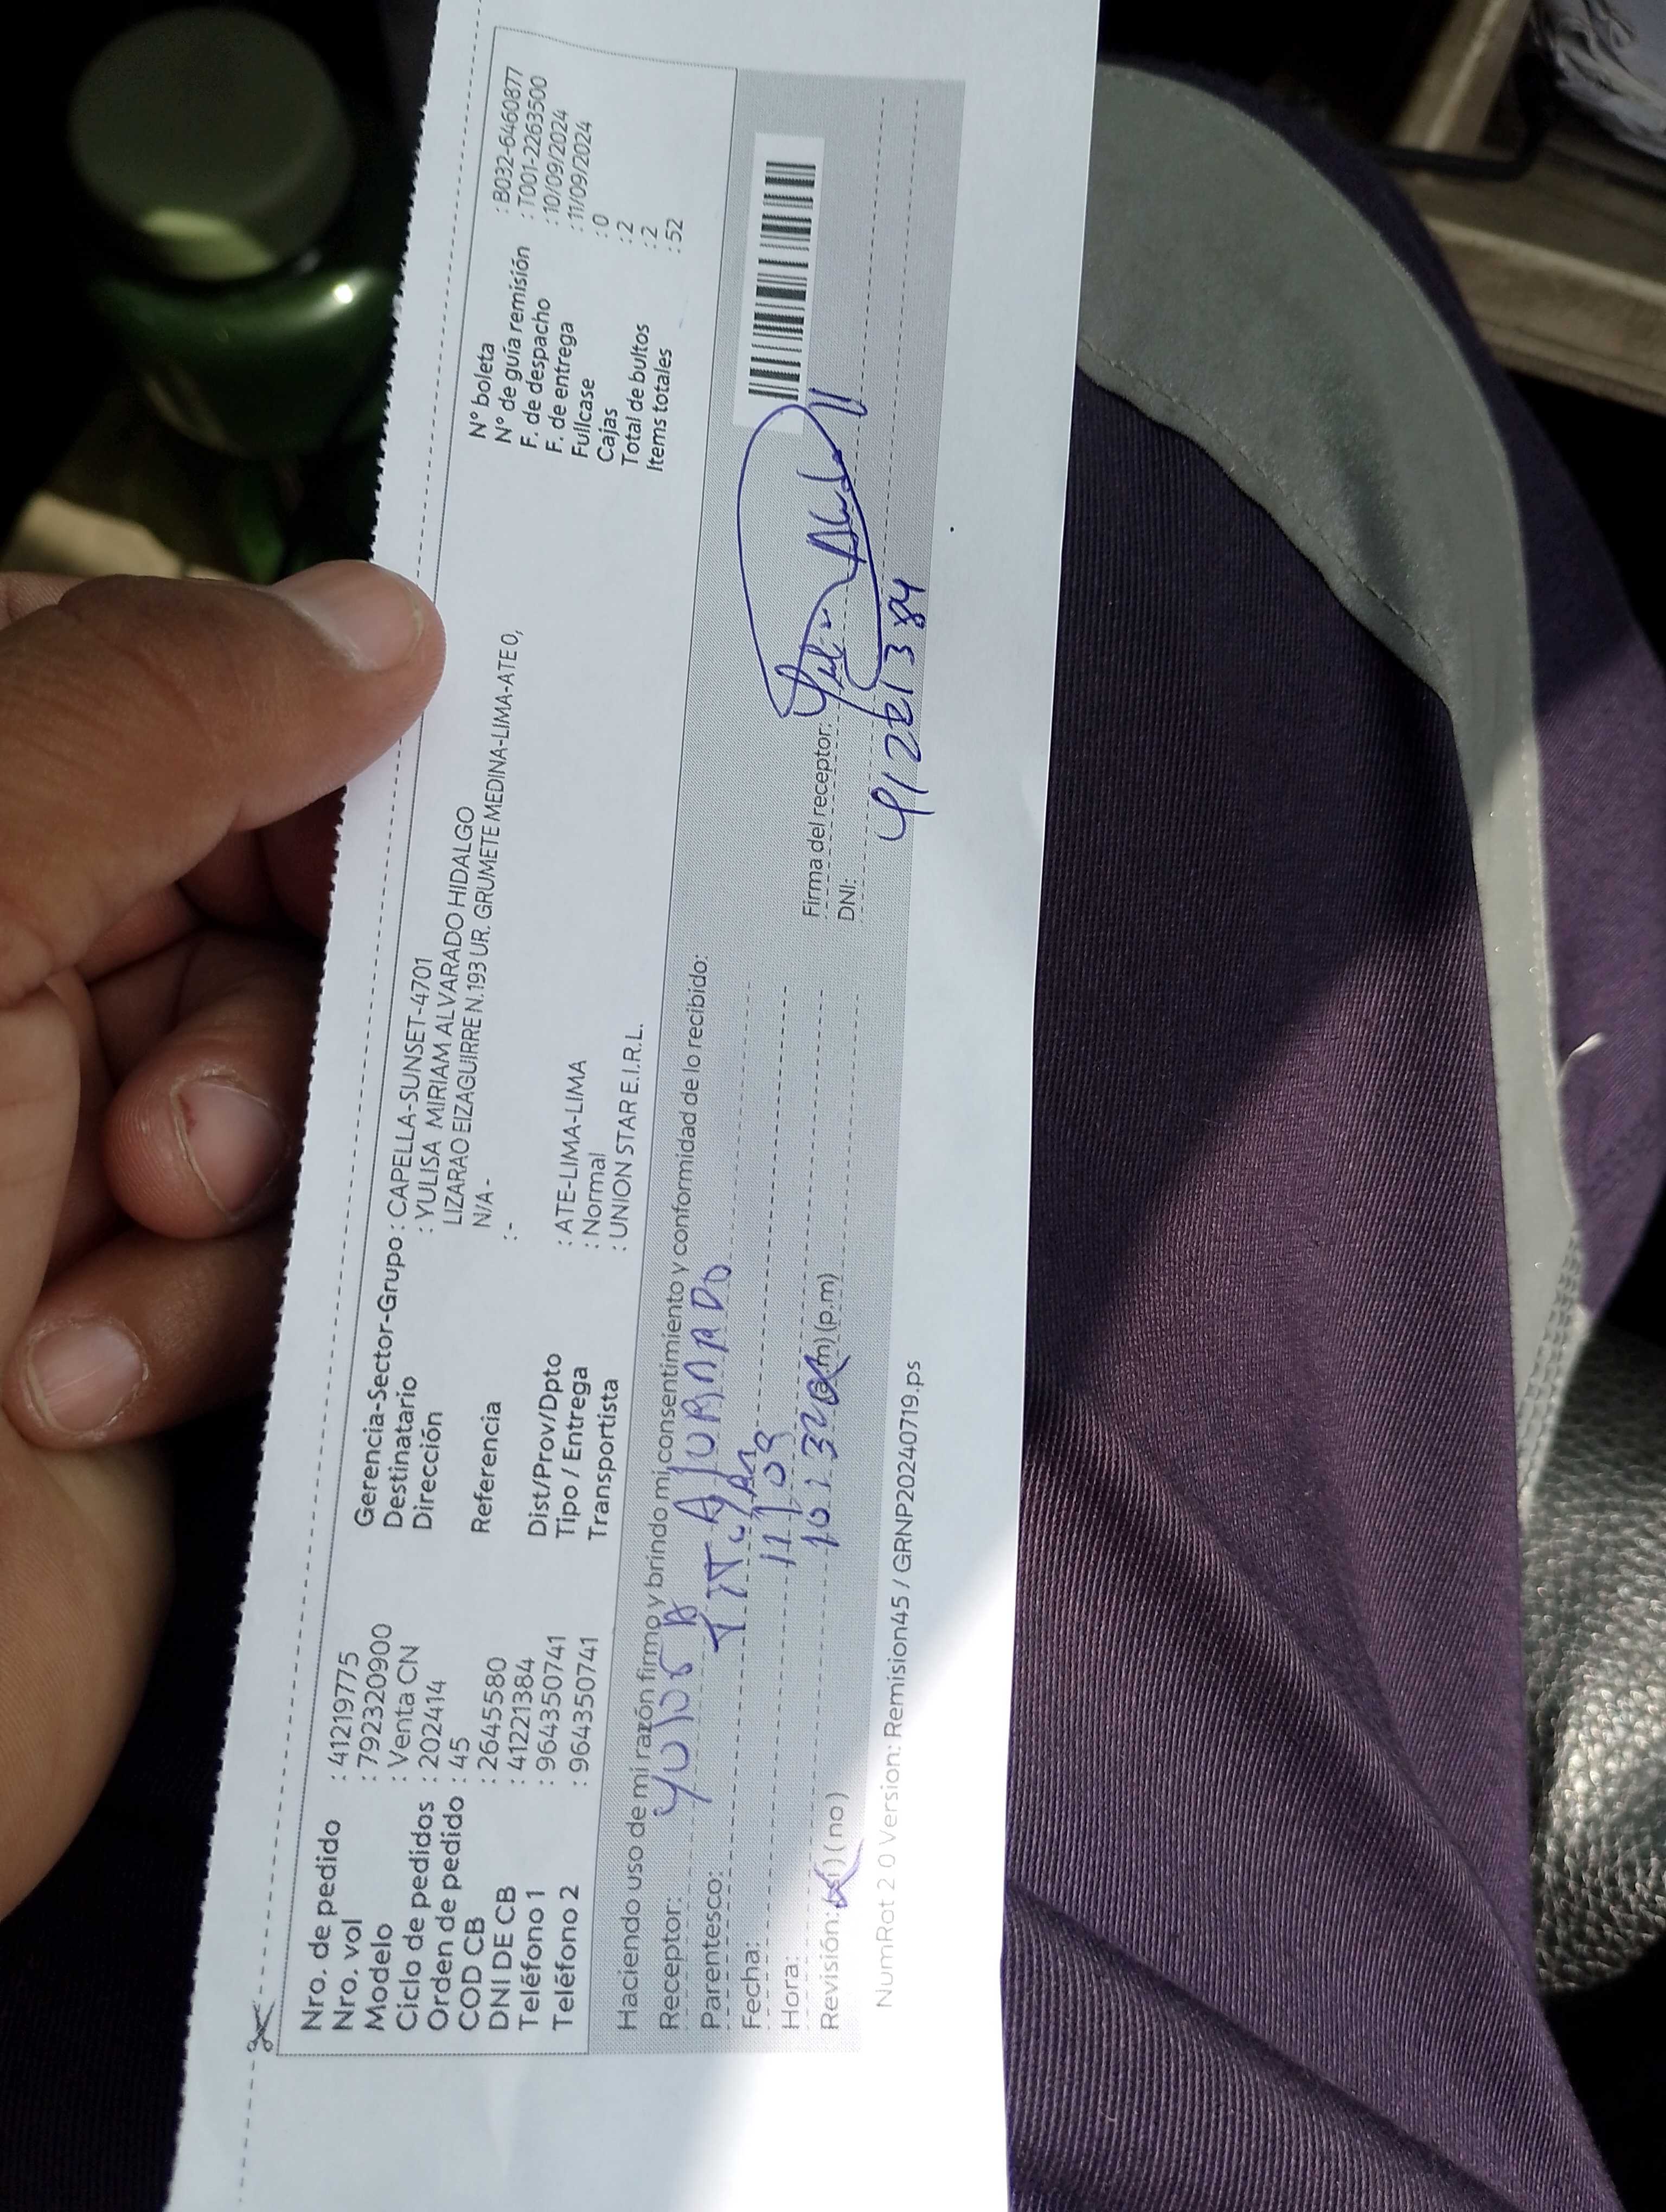 Nro. de pedido : 41219775
Nro. vol : 792320900
Modelo : Venta CN
Ciclo de pedidos : 202414
Orden de pedido : 45
COD CB : 2645580
DNI DE CB : 41221384
Teléfono 1 : 964350741
Teléfono 2 : 964350741
Gerencia-Sector-Grupo : CAPELLA-SUNSET-4701
Destinatario : YULISA MIRIAM ALVARADO HIDALGO
Dirección LIZARAO EIZAGUIRRE N.193 UR. GRUMETE MEDINA-LIMA-ATE 0,
N/A -
Referencia : -
Dist/Prov/Dpto : ATE-LIMA-LIMA
Tipo / Entrega : Normal
Transportista : UNION STAR E.I.R.L.
N° boleta : B032-6460877
N° de guía remisión : T001-2263500
F. de despacho : 10/09/2024
F. de entrega : 11/09/2024
Fullcase : 0
Cajas : 2
Total de bultos : 2
Items totales : 52
Haciendo uso de mi razón firmo y brindo mi consentimiento y conformidad de lo recibido:
Receptor:
Parentesco:
Fecha: 11/09
Hora: 10:32 (a.m) (p.m)
Revisión: (si) (no)
Firma del receptor:
DNI: 41221384
NumRot 2 0 Version: Remision45 / GRNP20240719.ps